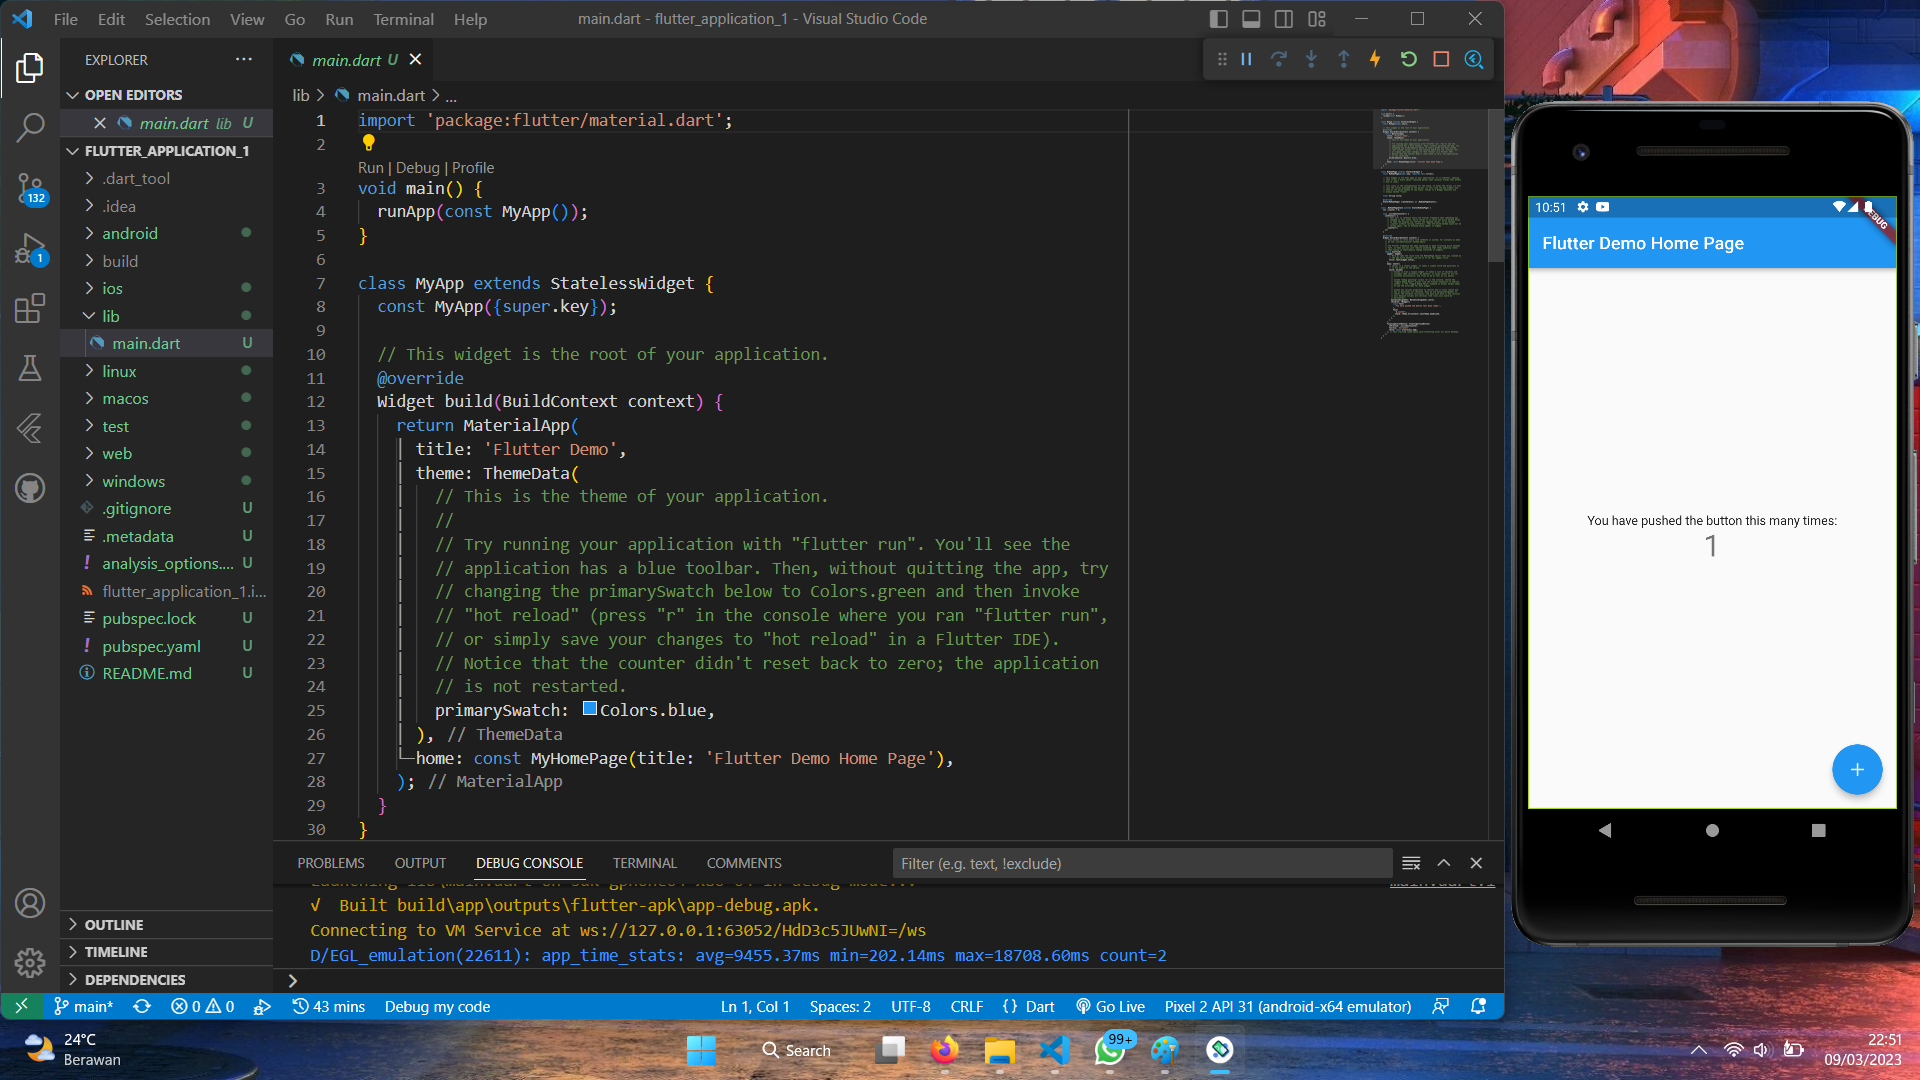 File Edit Selection View Go Run Terminal Help
main.dart - flutter_application_1 - Visual Studio Code
EXPLORER
OPEN EDITORS
main.dart lib U
FLUTTER_APPLICATION_1
.dart_tool
.idea
android
build
ios
lib
main.dart U
linux
macos
test
web
windows
.gitignore U
.metadata U
analysis_options.... U
flutter_application_1.i...
pubspec.lock U
pubspec.yaml U
README.md U
OUTLINE
TIMELINE
DEPENDENCIES
132
1
main.dart U
lib > main.dart > ...
1 import 'package:flutter/material.dart';
2
Run | Debug | Profile
3 void main() {
4 runApp(const MyApp());
5 }
6
7 class MyApp extends StatelessWidget {
8 const MyApp({super.key});
9
10 // This widget is the root of your application.
11 @override
12 Widget build(BuildContext context) {
13 return MaterialApp(
14 title: 'Flutter Demo',
15 theme: ThemeData(
16 // This is the theme of your application.
17 //
18 // Try running your application with "flutter run". You'll see the
19 // application has a blue toolbar. Then, without quitting the app, try
20 // changing the primarySwatch below to Colors.green and then invoke
21 // "hot reload" (press "r" in the console where you ran "flutter run",
22 // or simply save your changes to "hot reload" in a Flutter IDE).
23 // Notice that the counter didn't reset back to zero; the application
24 // is not restarted.
25 primarySwatch: Colors.blue,
26 ), // ThemeData
27 home: const MyHomePage(title: 'Flutter Demo Home Page'),
28 ); // MaterialApp
29 }
30 }
PROBLEMS OUTPUT DEBUG CONSOLE TERMINAL COMMENTS
Filter (e.g. text, !exclude)
√ Built build\app\outputs\flutter-apk\app-debug.apk.
Connecting to VM Service at ws://127.0.0.1:63052/HdD3c5JUwNI=/ws
D/EGL_emulation(22611): app_time_stats: avg=9455.37ms min=202.14ms max=18708.60ms count=2
main* 0 0 43 mins Debug my code
Ln 1, Col 1 Spaces: 2 UTF-8 CRLF {} Dart Go Live Pixel 2 API 31 (android-x64 emulator)
10:51
DEBUG
Flutter Demo Home Page
You have pushed the button this many times:
1
+
24°C
Berawan
Search
99+
22:51
09/03/2023